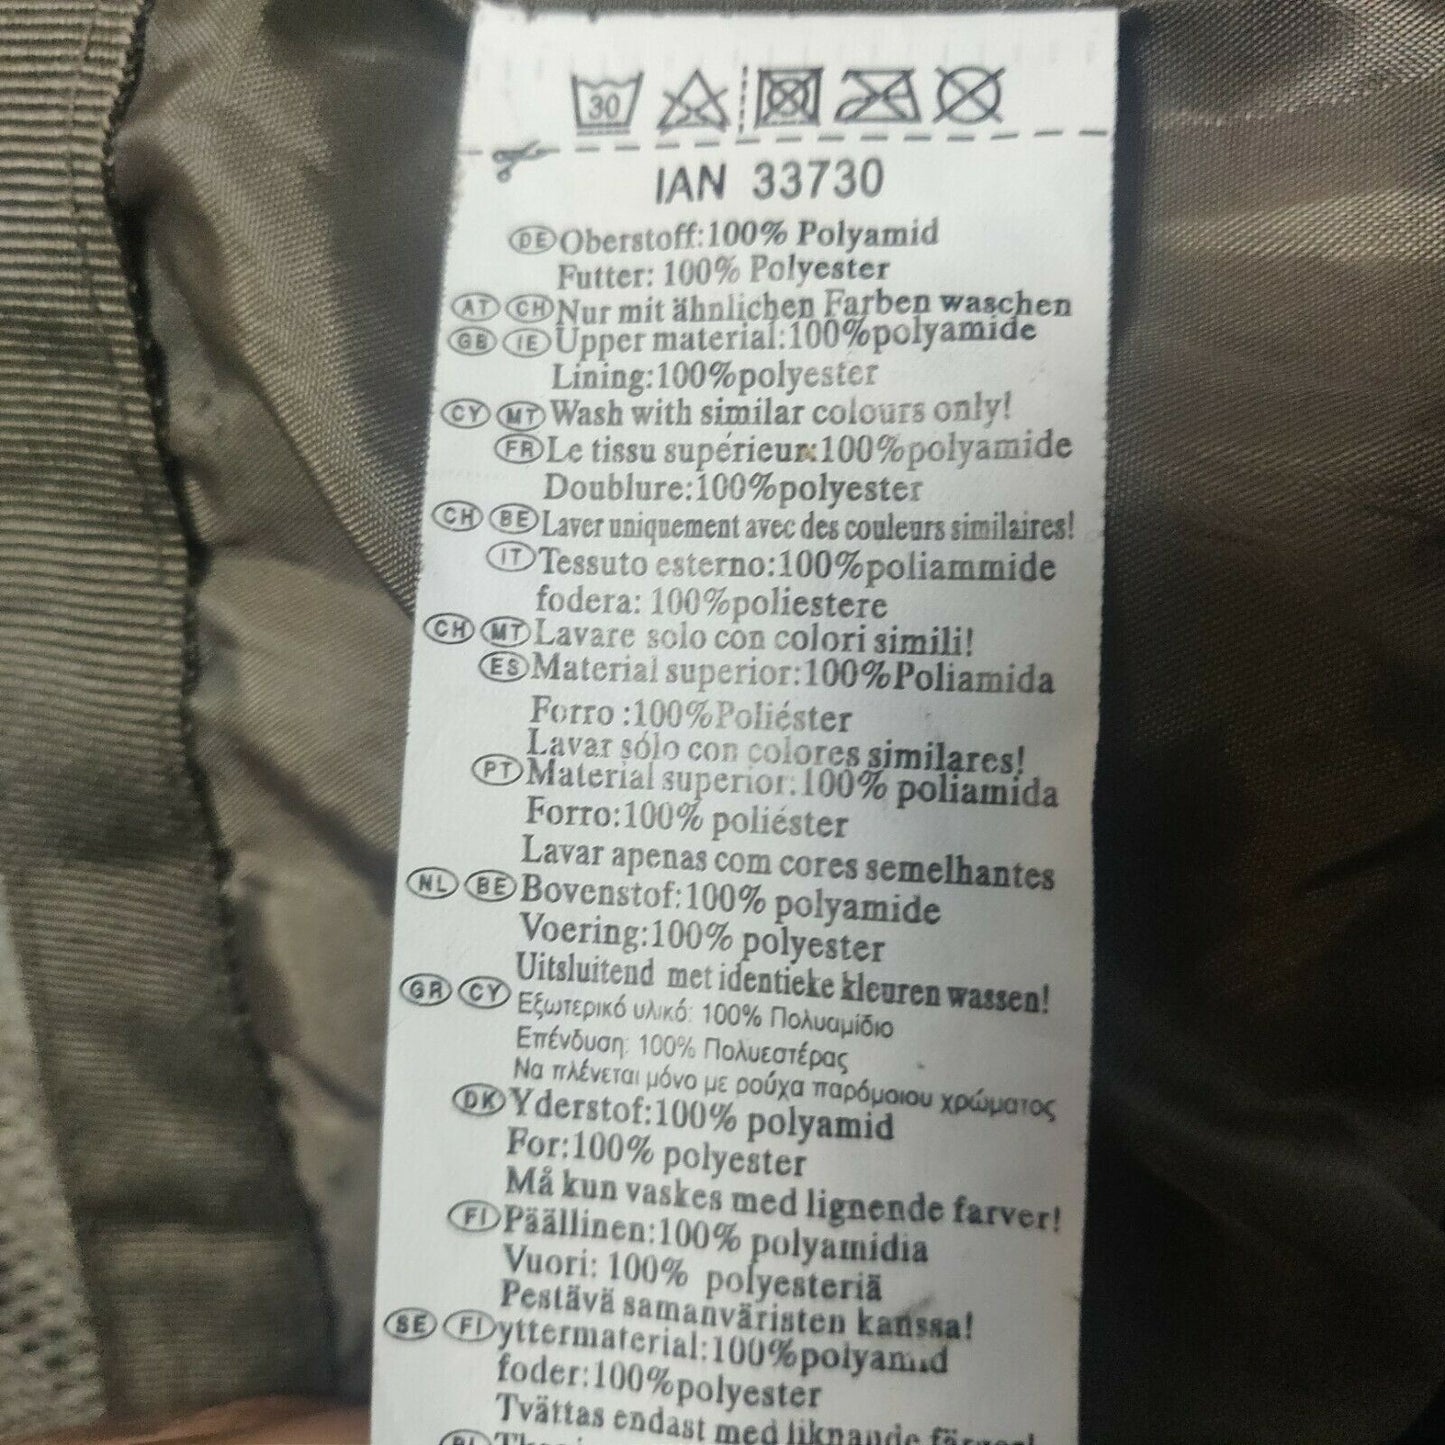 30
IAN 33730
DE Oberstoff:100% Polyamid
Futter: 100% Polyester
AT CH Nur mit ähnlichen Farben waschen
GB IE Upper material:100%polyamide
Lining:100%polyester
CY MT Wash with similar colours only!
FR Le tissu supérieur:100%polyamide
Doublure:100%polyester
CH BE Laver uniquement avec des couleurs similaires!
IT Tessuto esterno:100%poliammide
fodera: 100%poliestere
CH MT Lavare solo con colori simili!
ES Material superior:100%Poliamida
Forro :100%Poliéster
Lavar sólo con colores similares!
PT Material superior:100% poliamida
Forro:100% poliéster
Lavar apenas com cores semelhantes
NL BE Bovenstof:100% polyamide
Voering:100% polyester
Uitsluitend met identieke kleuren wassen!
GR CY Εξωτερικό υλικό: 100% Πολυαμίδιο
Επένδυση: 100% Πολυεστέρας
Να πλένεται μόνο με ρούχα παρόμοιου χρώματος
DK Yderstof:100% polyamid
For:100% polyester
Må kun vaskes med lignende farver!
FI Päällinen:100% polyamidia
Vuori: 100% polyesteriä
Pestävä samanväristen kanssa!
SE FI yttermaterial:100%polyamid
foder:100%polyester
Tvättas endast med liknande färger!